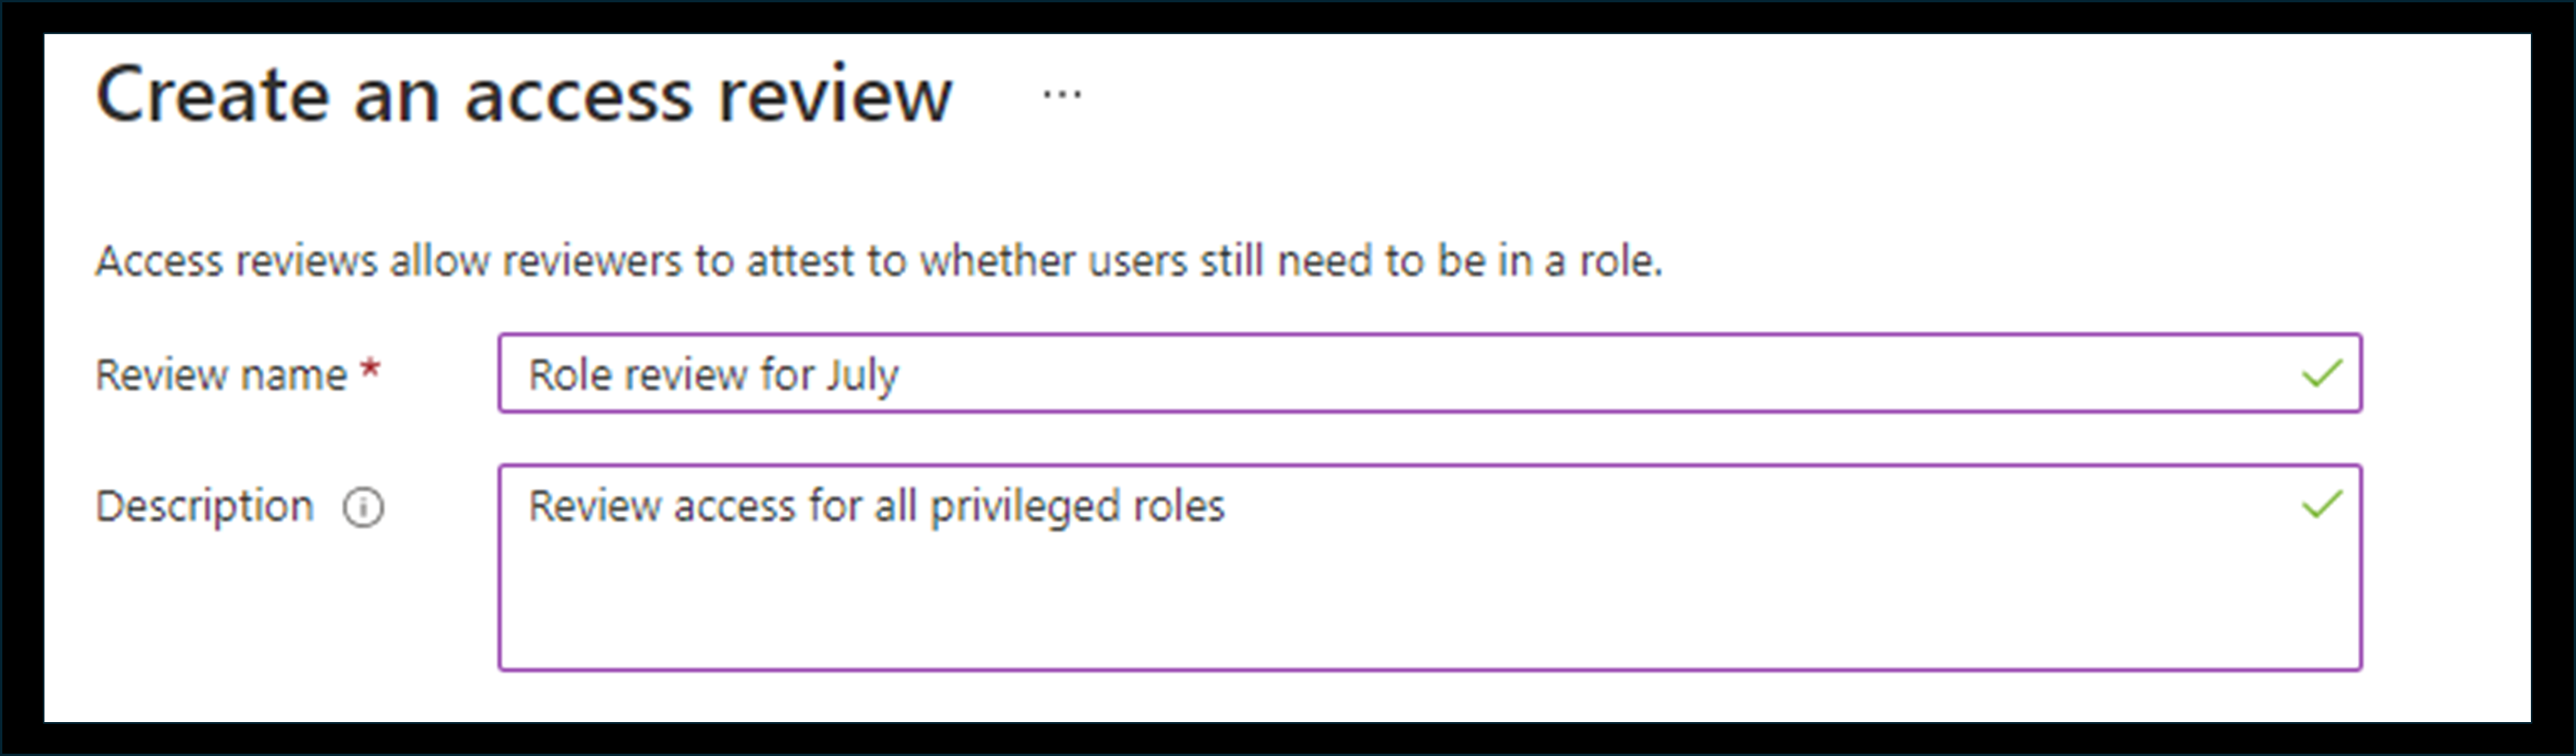 Create an access review ...
Access reviews allow reviewers to attest to whether users still need to be in a role.
Review name * Role review for July
Description Review access for all privileged roles